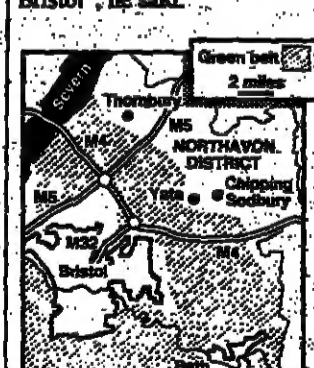 Bristol", he said.
Green belt
2 miles
Severn
Thornbury
M4
M5
NORTHAVON
DISTRICT
Yate
Chipping
Sodbury
M5
M32
M4
Bristol
Bath